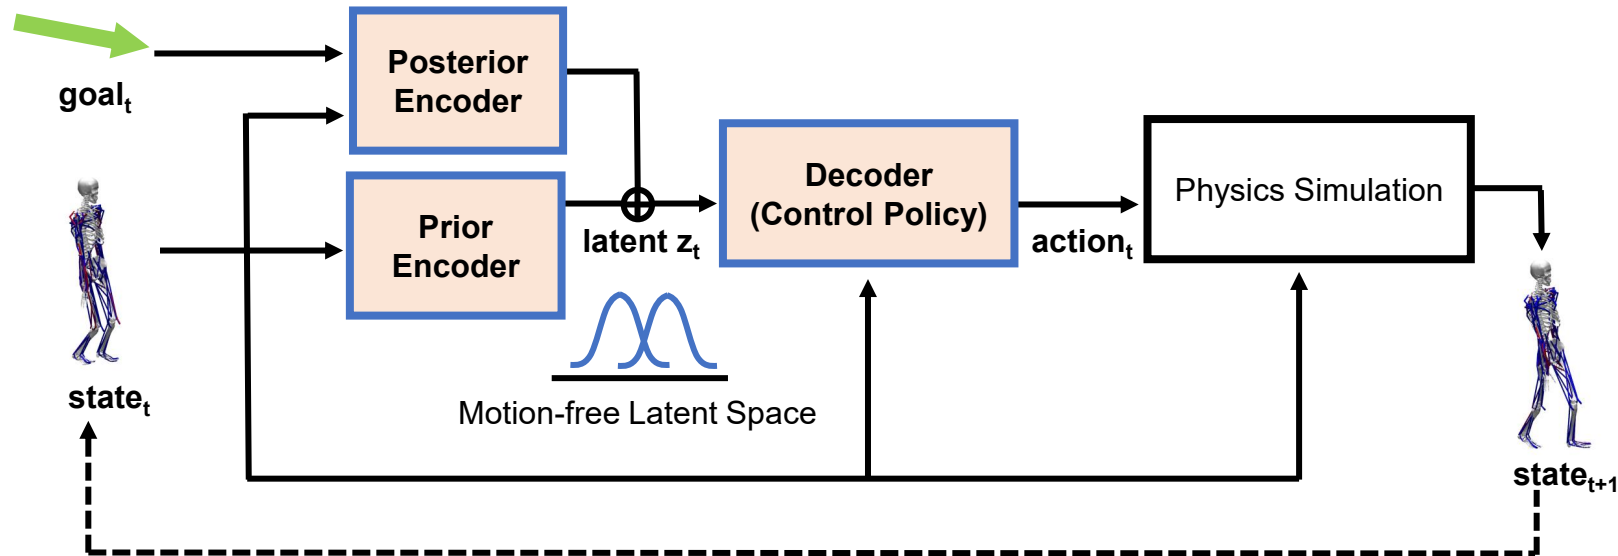 goalₜ
Posterior
Encoder
Prior
Encoder
stateₜ
latent zₜ
Motion-free Latent Space
Decoder
(Control Policy)
actionₜ
Physics Simulation
stateₜ₊₁